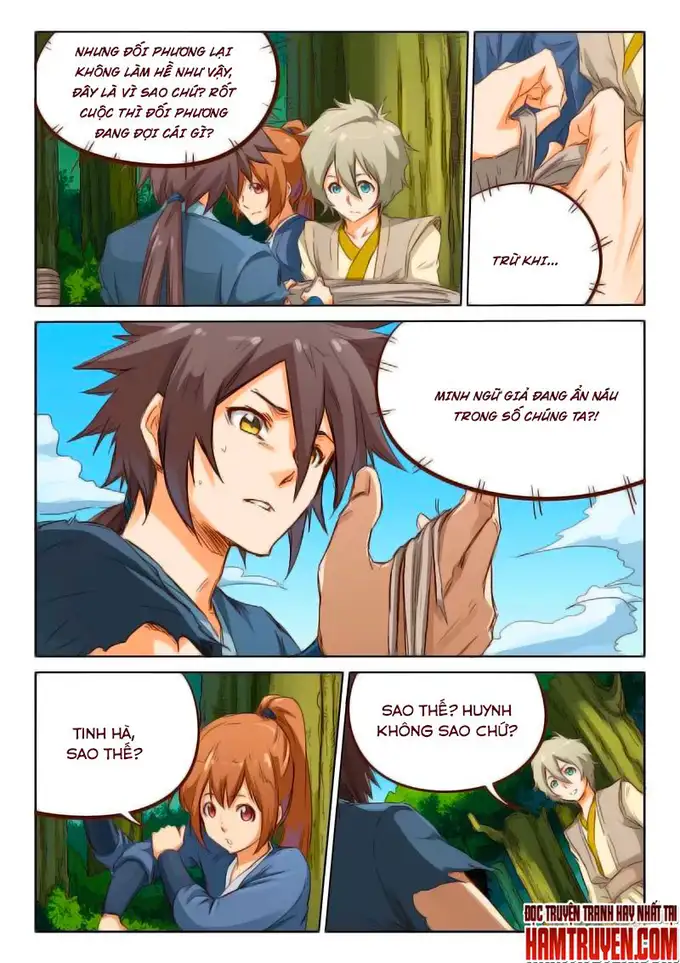 NHƯNG ĐỐI PHƯƠNG LẠI
KHÔNG LÀM HỀ NHƯ VẬY,
ĐÂY LÀ VÌ SAO CHỨ? RỐT
CUỘC THÌ ĐỐI PHƯƠNG
ĐANG ĐỢI CÁI GÌ?
TRỪ KHI...
MINH NGỮ GIẢ ĐANG ẨN NÁU
TRONG SỐ CHÚNG TA?!
TINH HÀ,
SAO THẾ?
SAO THẾ? HUYNH
KHÔNG SAO CHỨ?
ĐỌC TRUYỆN TRANH HAY NHẤT TẠI
HAMTRUYEN.COM